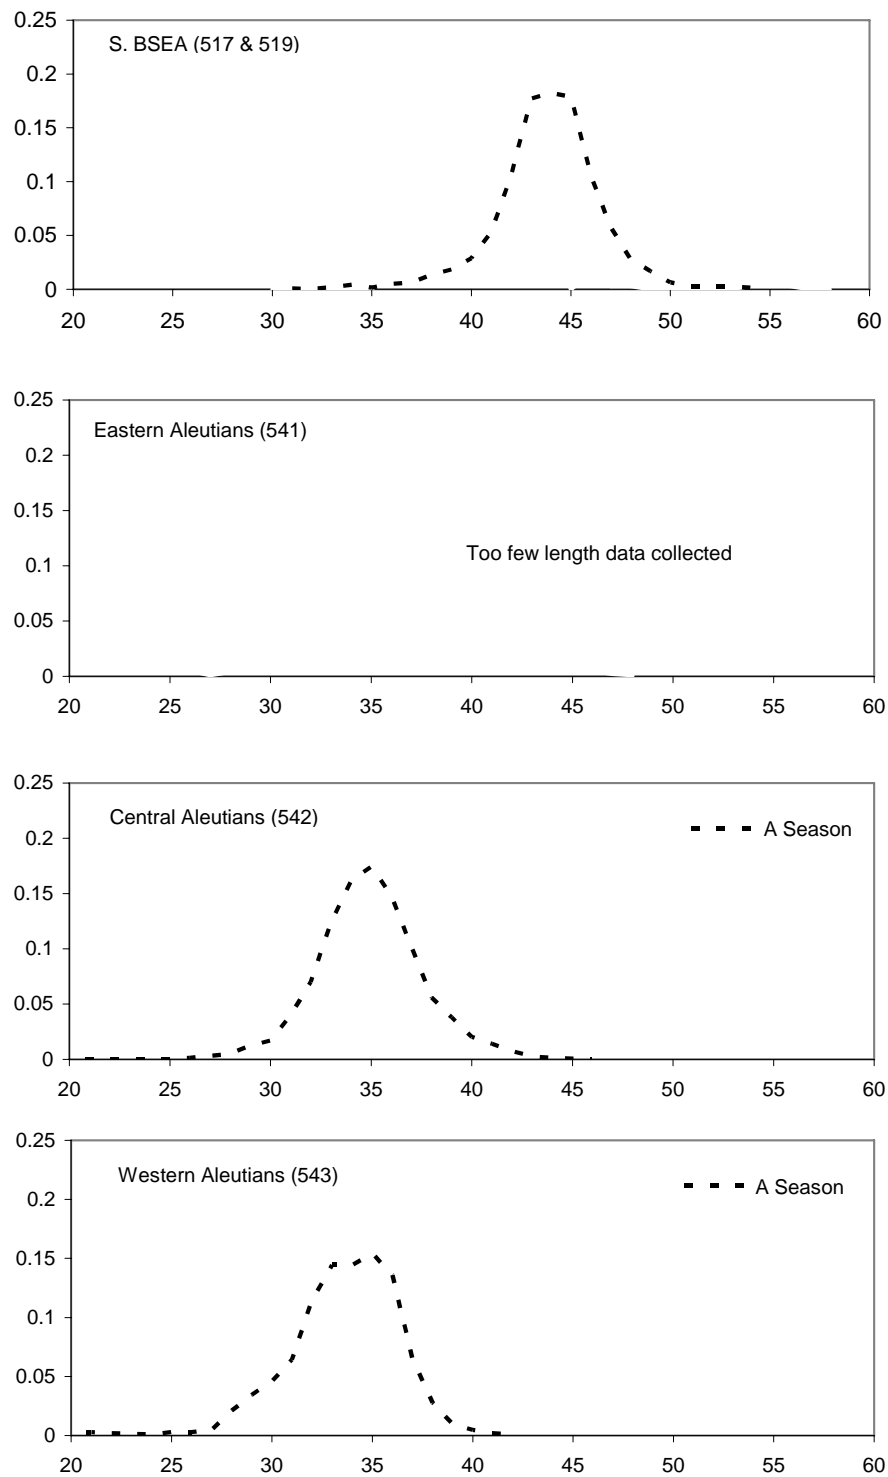 0.25
S. BSEA (517 & 519)
0.2
0.15
0.1
0.05
0
20 25 30 35 40 45 50 55 60
0.25
Eastern Aleutians (541)
0.2
0.15
Too few length data collected
0.1
0.05
0
20 25 30 35 40 45 50 55 60
0.25
Central Aleutians (542)
A Season
0.2
0.15
0.1
0.05
0
20 25 30 35 40 45 50 55 60
0.25
Western Aleutians (543)
A Season
0.2
0.15
0.1
0.05
0
20 25 30 35 40 45 50 55 60